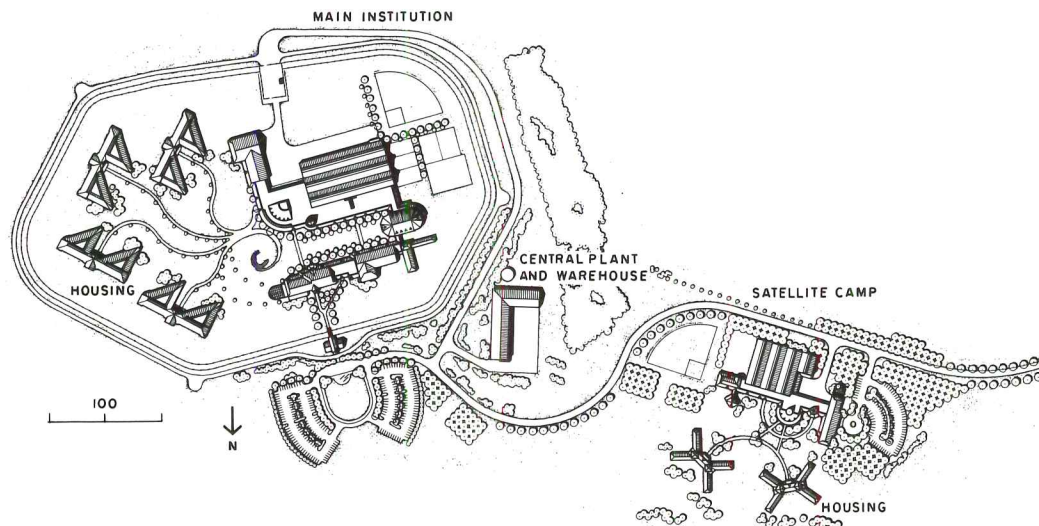 MAIN INSTITUTION
HOUSING
CENTRAL PLANT
AND WAREHOUSE
SATELLITE CAMP
100
N
HOUSING